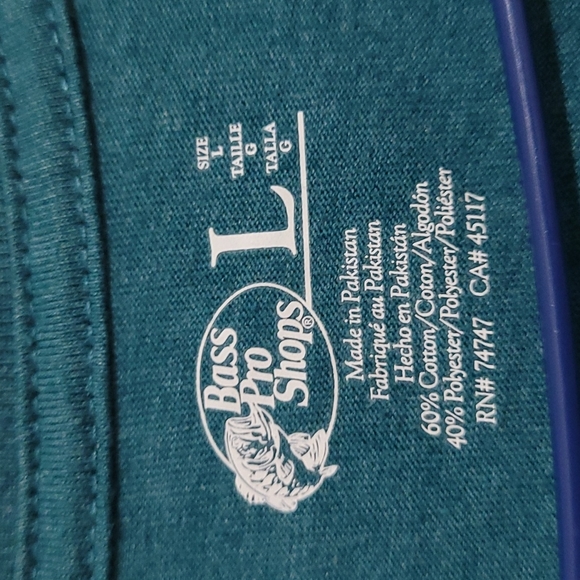 Bass
Pro
Shops®
L
SIZE
L
TAILLE
G
TALLA
G
Made in Pakistan
Fabriqué au Pakistan
Hecho en Pakistán
60% Cotton/Coton/Algodón
40% Polyester/Polyester/Poliéster
RN# 74747 CA# 45117